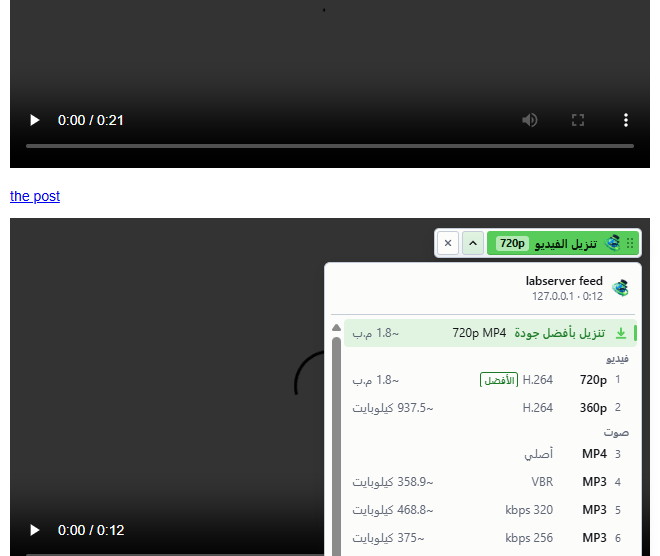 0:00 / 0:21
the post
تنزيل الفيديو 720p
labserver feed
127.0.0.1 · 0:12
تنزيل بأفضل جودة 720p MP4 ~1.8 م.ب
فيديو
1 720p H.264 الأفضل ~1.8 م.ب
2 360p H.264 ~937.5 كيلوبايت
صوت
3 MP4 أصلي
4 MP3 VBR ~358.9 كيلوبايت
5 MP3 320 kbps ~468.8 كيلوبايت
6 MP3 256 kbps ~375 كيلوبايت
0:00 / 0:12